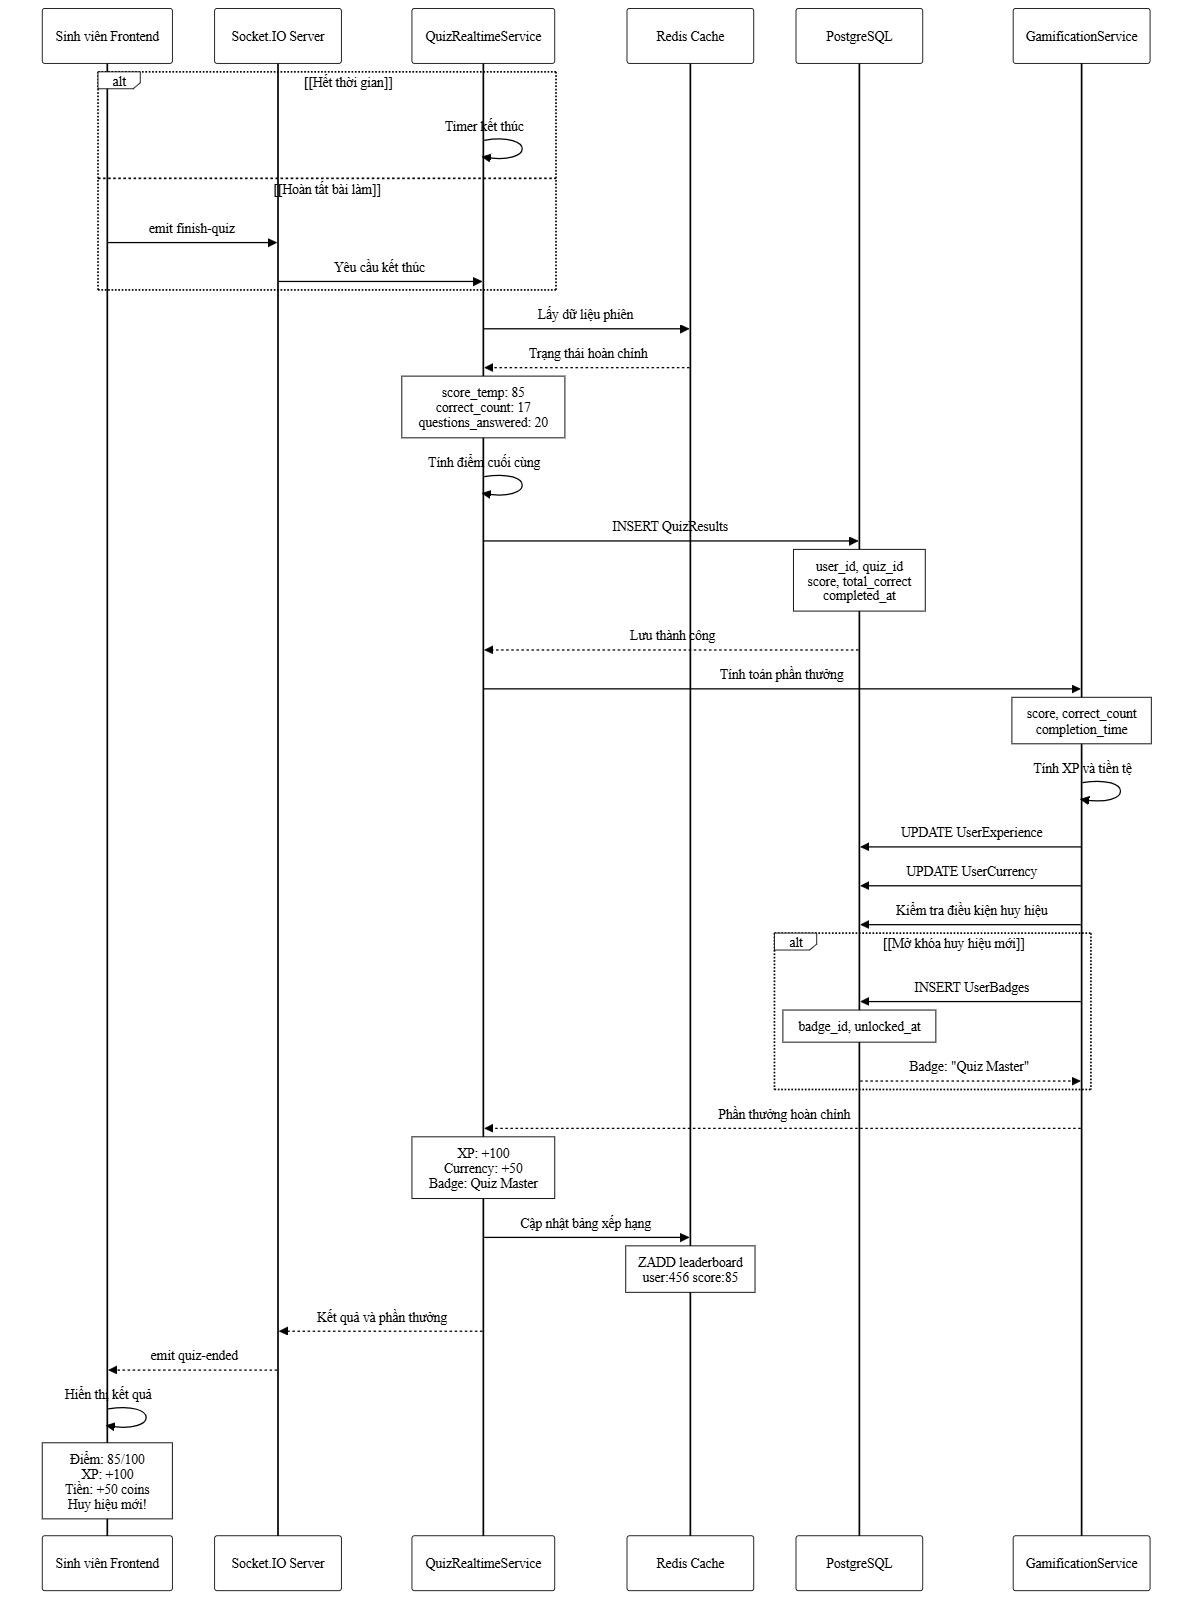 Sinh viên Frontend
Socket.IO Server
QuizRealtimeService
Redis Cache
PostgreSQL
GamificationService
alt
[[Hết thời gian]]
Timer kết thúc
[[Hoàn tất bài làm]]
emit finish-quiz
Yêu cầu kết thúc
Lấy dữ liệu phiên
Trạng thái hoàn chỉnh
score_temp: 85
correct_count: 17
questions_answered: 20
Tính điểm cuối cùng
INSERT QuizResults
user_id, quiz_id
score, total_correct
completed_at
Lưu thành công
Tính toán phần thưởng
score, correct_count
completion_time
Tính XP và tiền tệ
UPDATE UserExperience
UPDATE UserCurrency
Kiểm tra điều kiện huy hiệu
alt
[[Mở khóa huy hiệu mới]]
INSERT UserBadges
badge_id, unlocked_at
Badge: "Quiz Master"
Phần thưởng hoàn chỉnh
XP: +100
Currency: +50
Badge: Quiz Master
Cập nhật bảng xếp hạng
ZADD leaderboard
user:456 score:85
Kết quả và phần thưởng
emit quiz-ended
Hiển thị kết quả
Điểm: 85/100
XP: +100
Tiền: +50 coins
Huy hiệu mới!
Sinh viên Frontend
Socket.IO Server
QuizRealtimeService
Redis Cache
PostgreSQL
GamificationService